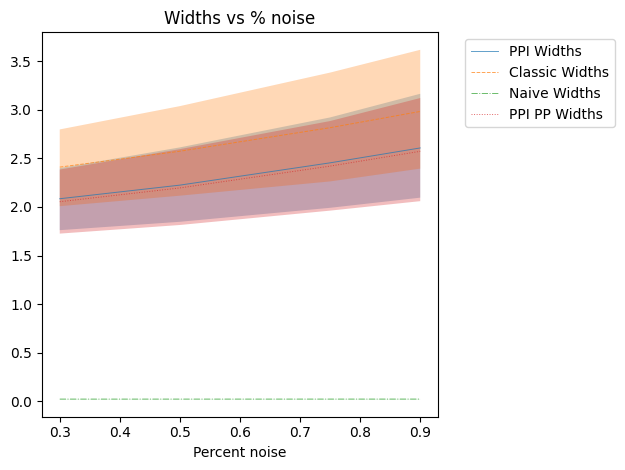 Widths vs % noise
PPI Widths
Classic Widths
Naive Widths
PPI PP Widths
3.5
3.0
2.5
2.0
1.5
1.0
0.5
0.0
0.3 0.4 0.5 0.6 0.7 0.8 0.9
Percent noise